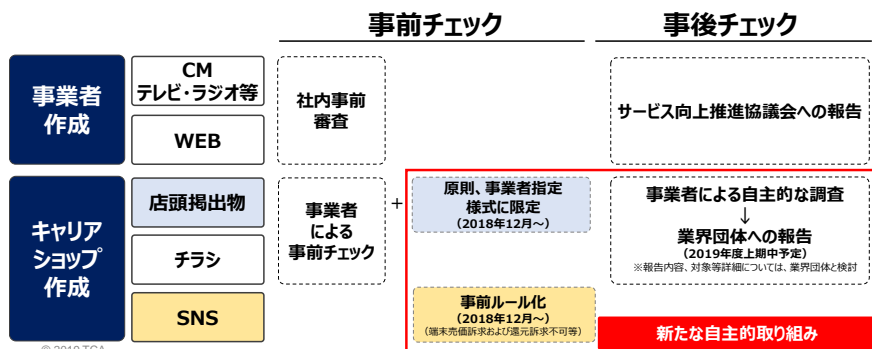 事前チェック
事後チェック
事業者
作成
CM
テレビ・ラジオ等
WEB
社内事前
審査
サービス向上推進協議会への報告
キャリア
ショップ
作成
店頭掲出物
チラシ
SNS
事業者
による
事前チェック
+
原則、事業者指定
様式に限定
(2018年12月~)
事前ルール化
(2018年12月~)
(端末売価訴求および還元訴求不可等)
事業者による自主的な調査
↓
業界団体への報告
(2019年度上期中予定)
※報告内容、対象等詳細については、業界団体と検討
新たな自主的取り組み